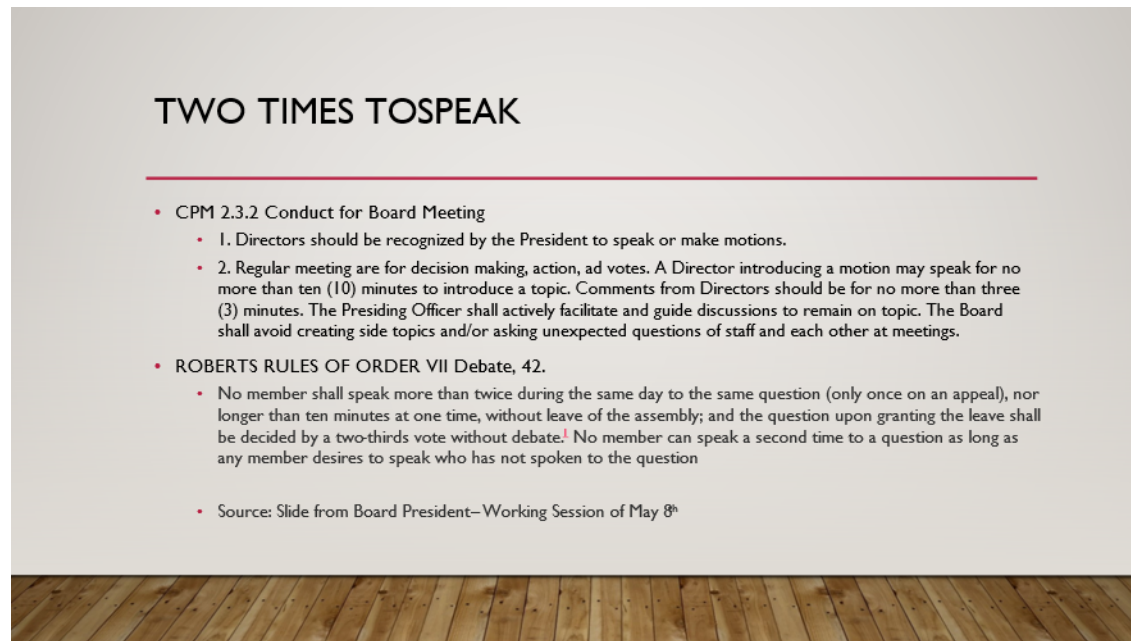 TWO TIMES TOSPEAK
• CPM 2.3.2 Conduct for Board Meeting
• 1. Directors should be recognized by the President to speak or make motions.
• 2. Regular meeting are for decision making, action, ad votes. A Director introducing a motion may speak for no
more than ten (10) minutes to introduce a topic. Comments from Directors should be for no more than three
(3) minutes. The Presiding Officer shall actively facilitate and guide discussions to remain on topic. The Board
shall avoid creating side topics and/or asking unexpected questions of staff and each other at meetings.
• ROBERTS RULES OF ORDER VII Debate, 42.
• No member shall speak more than twice during the same day to the same question (only once on an appeal), nor
longer than ten minutes at one time, without leave of the assembly; and the question upon granting the leave shall
be decided by a two-thirds vote without debate.1 No member can speak a second time to a question as long as
any member desires to speak who has not spoken to the question
• Source: Slide from Board President– Working Session of May 8th